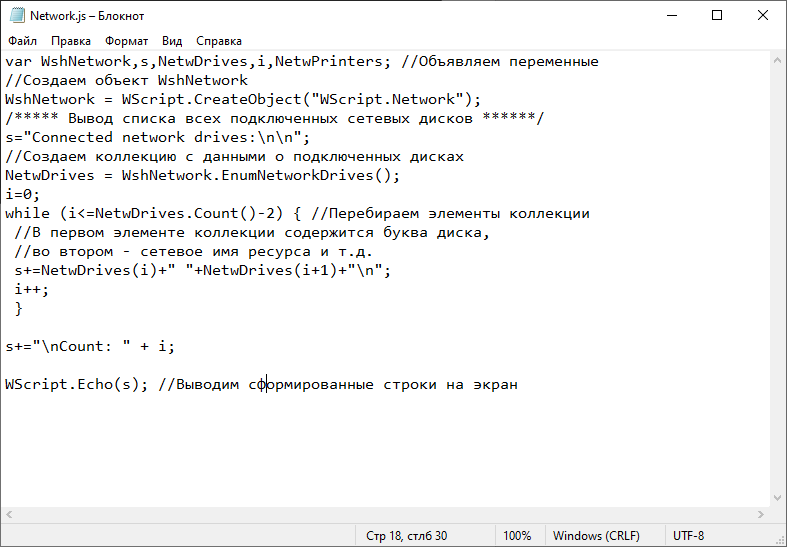 Network.js – Блокнот
Файл Правка Формат Вид Справка
var WshNetwork,s,NetwDrives,i,NetwPrinters; //Объявляем переменные
//Создаем объект WshNetwork
WshNetwork = WScript.CreateObject("WScript.Network");
/***** Вывод списка всех подключенных сетевых дисков ******/
s="Connected network drives:\n\n";
//Создаем коллекцию с данными о подключенных дисках
NetwDrives = WshNetwork.EnumNetworkDrives();
i=0;
while (i<=NetwDrives.Count()-2) { //Перебираем элементы коллекции
 //В первом элементе коллекции содержится буква диска,
 //во втором - сетевое имя ресурса и т.д.
 s+=NetwDrives(i)+" "+NetwDrives(i+1)+"\n";
 i++;
 }
s+="\nCount: " + i;
WScript.Echo(s); //Выводим сформированные строки на экран
Стр 18, стлб 30 100% Windows (CRLF) UTF-8